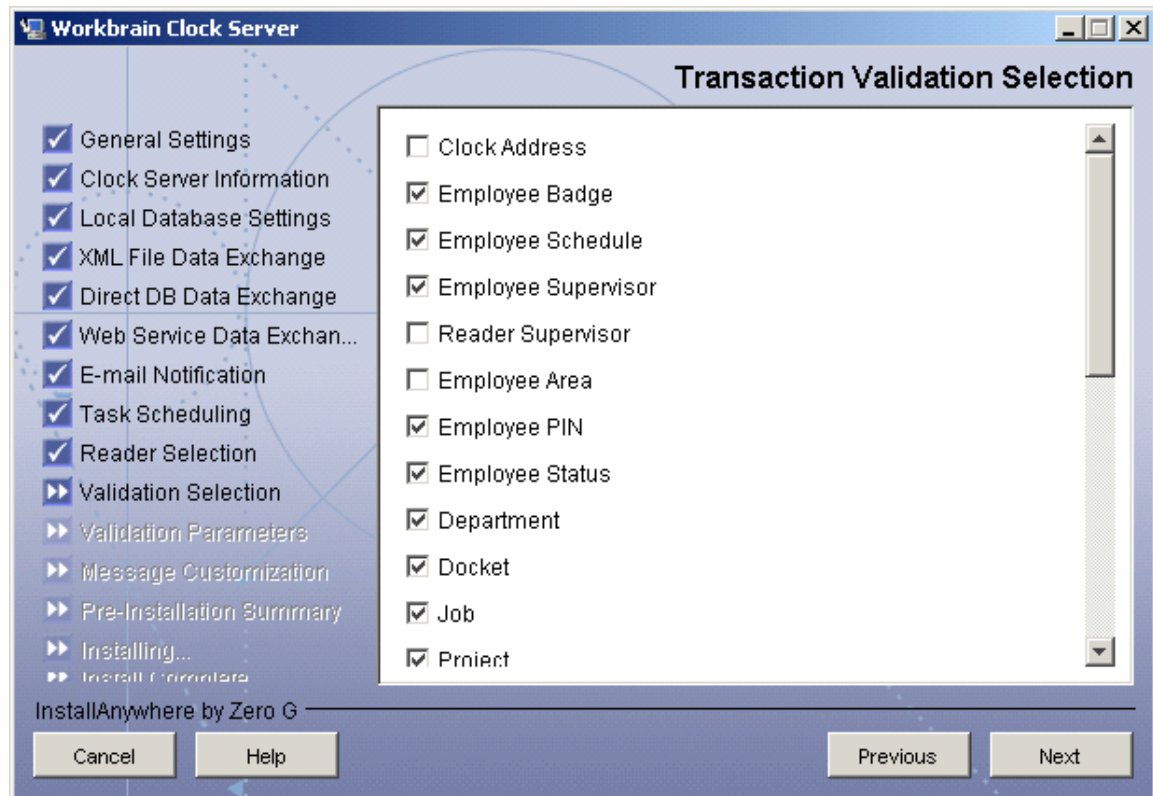 Workbrain Clock Server
Transaction Validation Selection
General Settings
Clock Server Information
Local Database Settings
XML File Data Exchange
Direct DB Data Exchange
Web Service Data Exchan...
E-mail Notification
Task Scheduling
Reader Selection
Validation Selection
Validation Parameters
Message Customization
Pre-Installation Summary
Installing...
Install Complete
Clock Address
Employee Badge
Employee Schedule
Employee Supervisor
Reader Supervisor
Employee Area
Employee PIN
Employee Status
Department
Docket
Job
Project
InstallAnywhere by Zero G
Cancel
Help
Previous
Next